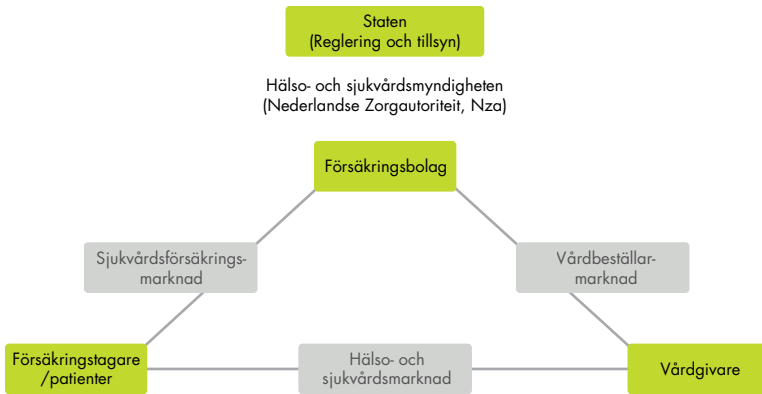 Staten
(Reglering och tillsyn)
Hälso- och sjukvårdsmyndigheten
(Nederlandse Zorgautoriteit, Nza)
Försäkringsbolag
Sjukvårdsförsäkrings-
marknad
Vårdbeställar-
marknad
Försäkringstagare
/patienter
Hälso- och
sjukvårdsmarknad
Vårdgivare